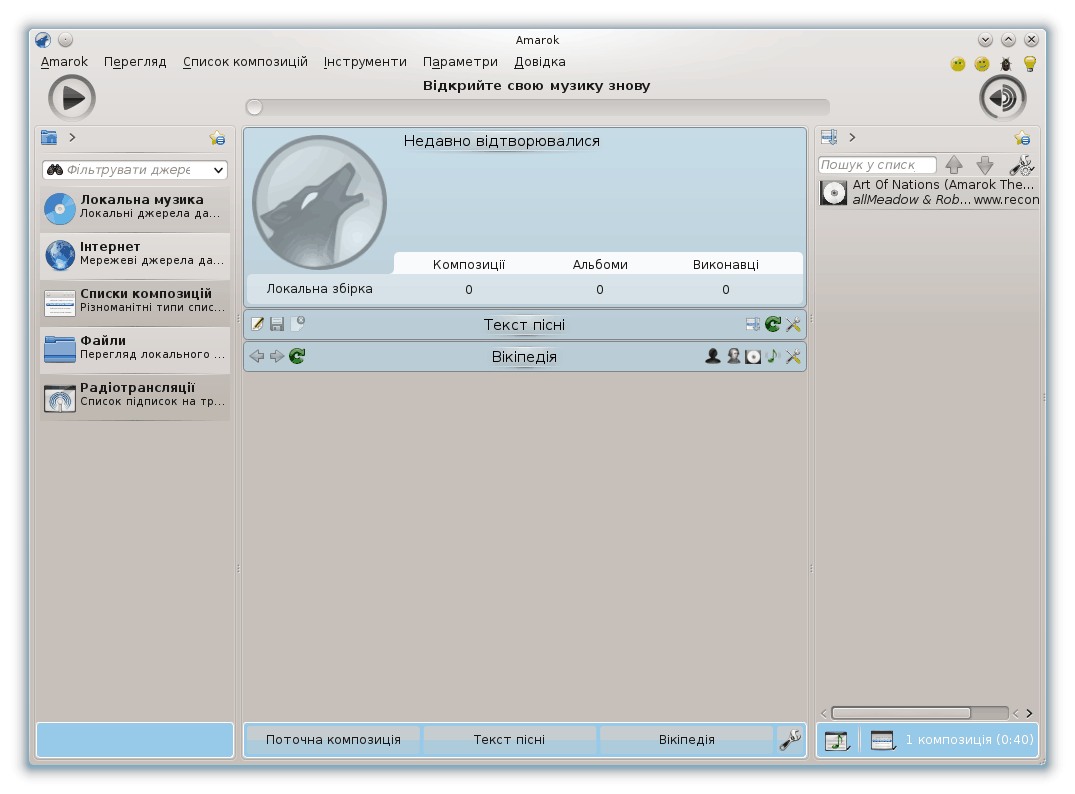 Amarok
Amarok Перегляд Список композицій Інструменти Параметри Довідка
Відкрийте свою музику знову
Фільтрувати джере
Локальна музика
Локальні джерела да...
Інтернет
Мережеві джерела да...
Списки композицій
Різноманітні типи спис...
Файли
Перегляд локального ...
Радіотрансляції
Список підписок на тр...
Недавно відтворювалися
Композиції Альбоми Виконавці
Локальна збірка 0 0 0
Текст пісні
Вікіпедія
Поточна композиція Текст пісні Вікіпедія
Пошук у списк
Art Of Nations (Amarok The...
allMeadow & Rob... www.recon
1 композиція (0:40)